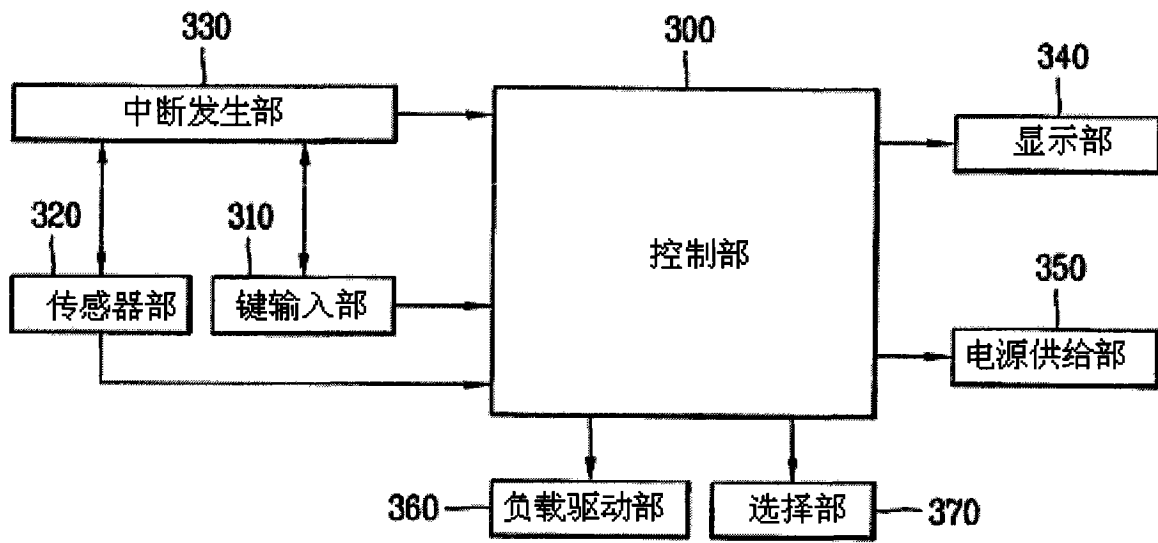 330
300
340
中断发生部
显示部
320
310
控制部
350
传感器部
键输入部
电源供给部
360
负载驱动部
选择部
370